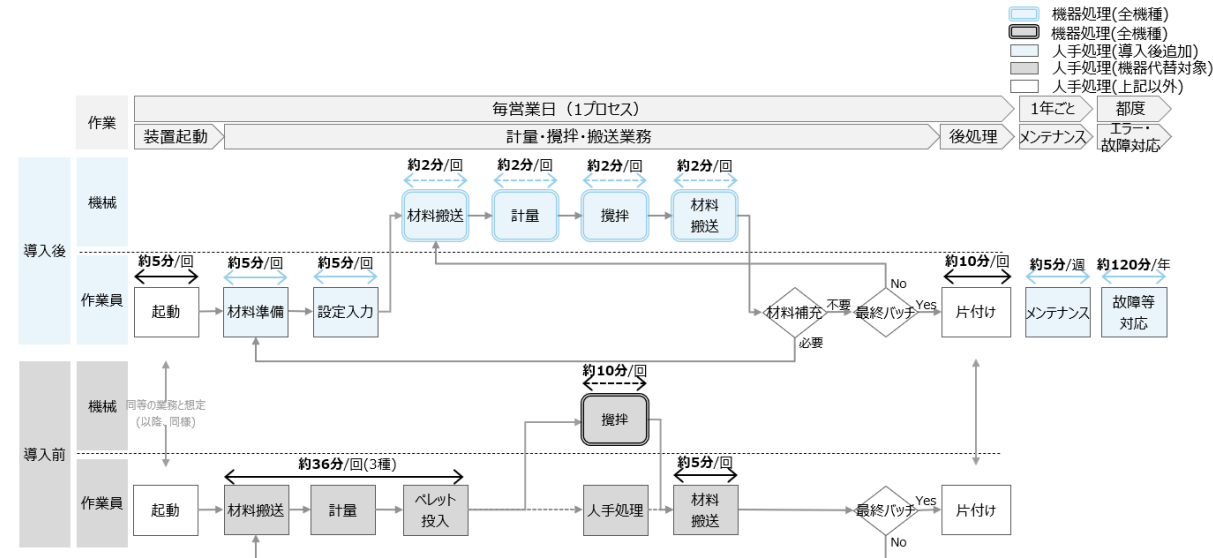 機器処理(全機種)
機器処理(全機種)
人手処理(導入後追加)
人手処理(機器代替対象)
人手処理(上記以外)
作業
毎営業日（1プロセス）
1年ごと
都度
装置起動
計量・攪拌・搬送業務
後処理
メンテナンス
エラー・
故障対応
導入後
機械
約2分/回
約2分/回
約2分/回
約2分/回
材料搬送
計量
攪拌
材料
搬送
作業員
約5分/回
約5分/回
約5分/回
約10分/回
約5分/週
約120分/年
起動
材料準備
設定入力
材料補充
不要
必要
最終バッチ
No
Yes
片付け
メンテナンス
故障等
対応
導入前
機械
同等の業務と想定
(以降、同様)
約10分/回
攪拌
作業員
約36分/回(3種)
約5分/回
起動
材料搬送
計量
ペレット
投入
人手処理
材料
搬送
最終バッチ
Yes
No
片付け